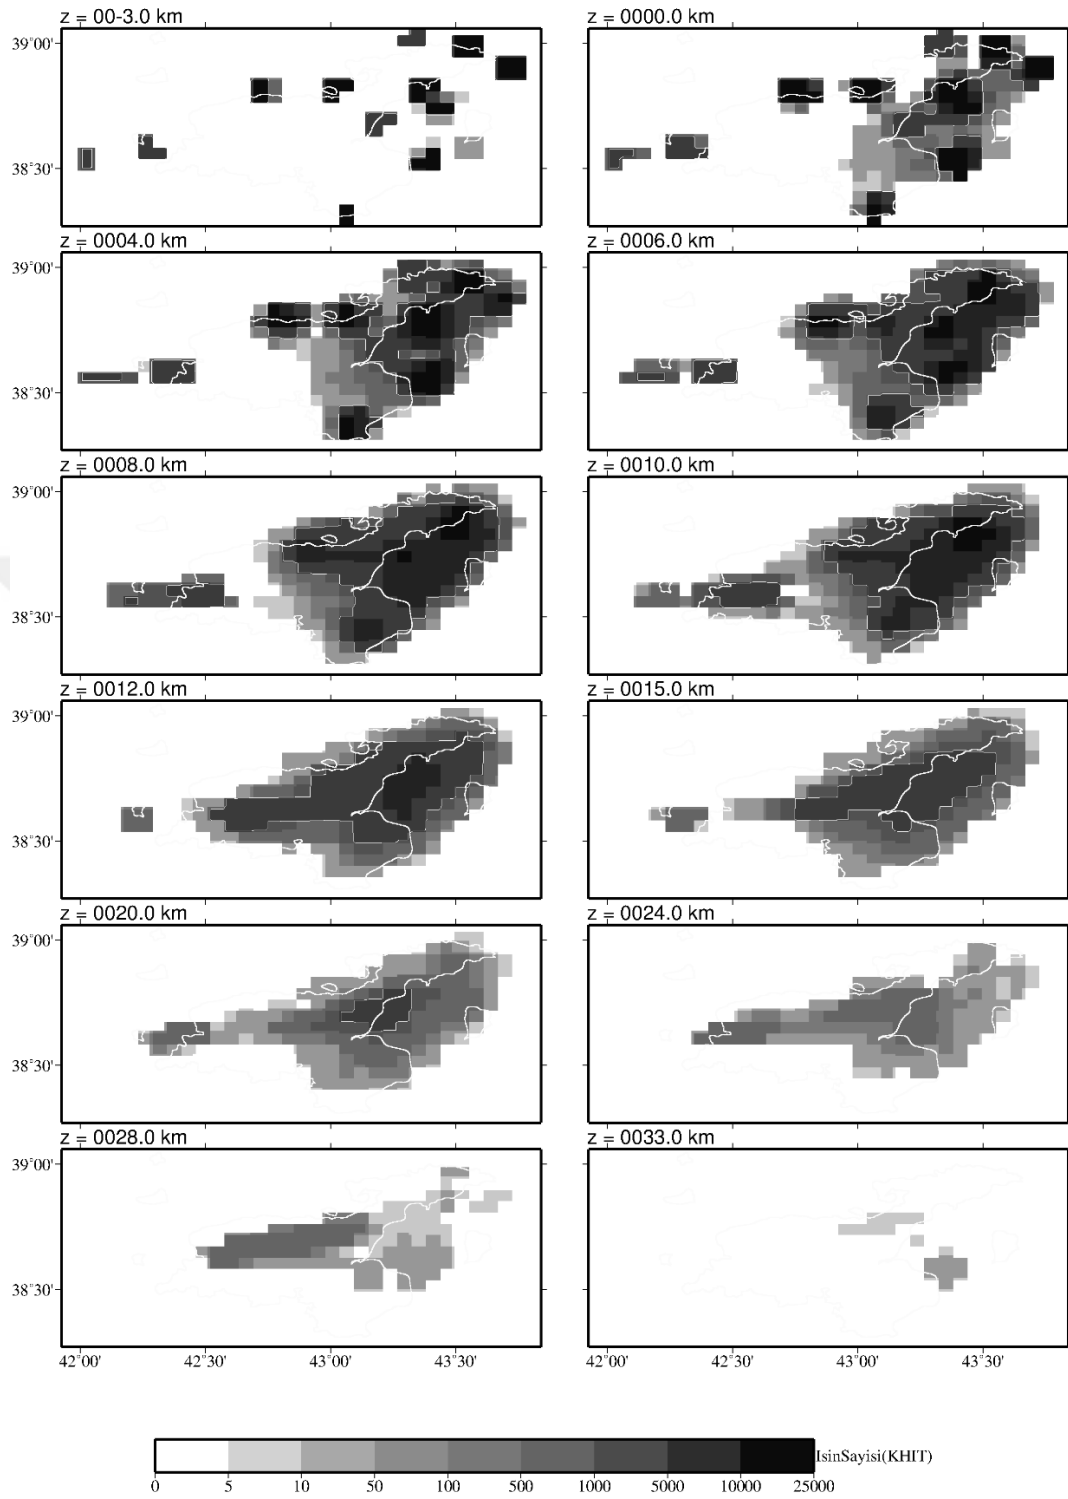 z = 00-3.0 km
z = 0000.0 km
39°00'
38°30'
z = 0004.0 km
z = 0006.0 km
39°00'
38°30'
z = 0008.0 km
z = 0010.0 km
39°00'
38°30'
z = 0012.0 km
z = 0015.0 km
39°00'
38°30'
z = 0020.0 km
z = 0024.0 km
39°00'
38°30'
z = 0028.0 km
z = 0033.0 km
39°00'
38°30'
42°00' 42°30' 43°00' 43°30' 42°00' 42°30' 43°00' 43°30'
IsinSayisi(KHIT)
0 5 10 50 100 500 1000 5000 10000 25000